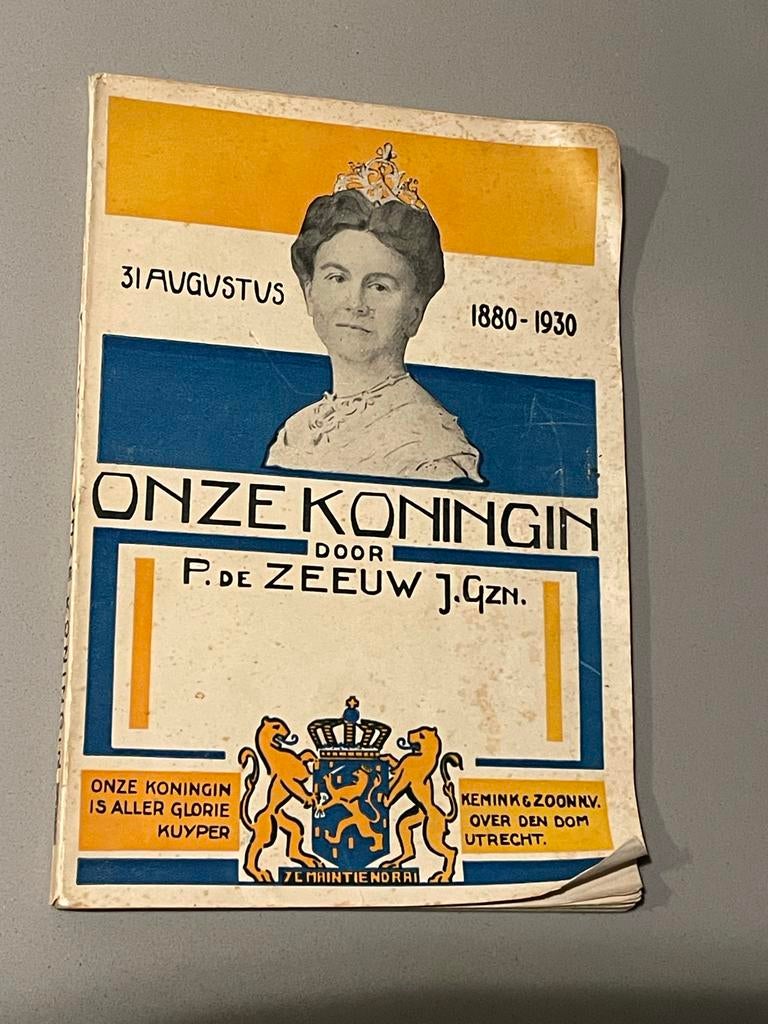 31 AUGUSTUS
1880-1930
ONZE KONINGIN
DOOR
P. DE ZEEUW J.GZN.
ONZE KONINGIN
IS ALLER GLORIE
KUYPER
KEMINK & ZOON N.V.
OVER DEN DOM
UTRECHT.
JE MAINTIENDRAI